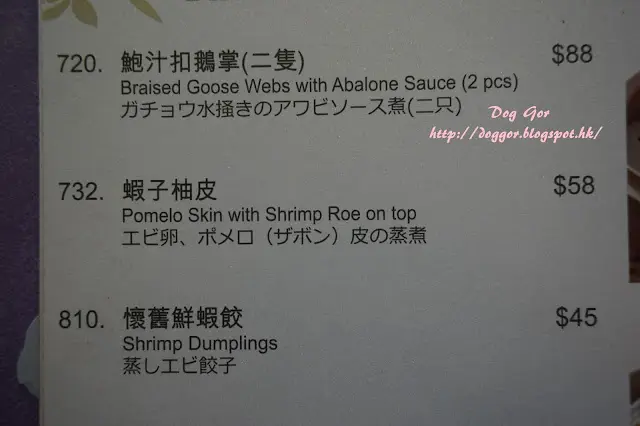 720. 鮑汁扣鵝掌(二隻) $88
Braised Goose Webs with Abalone Sauce (2 pcs)
ガチョウ水掻きのアワビソース煮(二只)
Dog Gor
http://doggor.blogspot.hk/
732. 蝦子柚皮 $58
Pomelo Skin with Shrimp Roe on top
エビ卵、ポメロ（ザボン）皮の蒸煮
810. 懷舊鮮蝦餃 $45
Shrimp Dumplings
蒸しエビ餃子